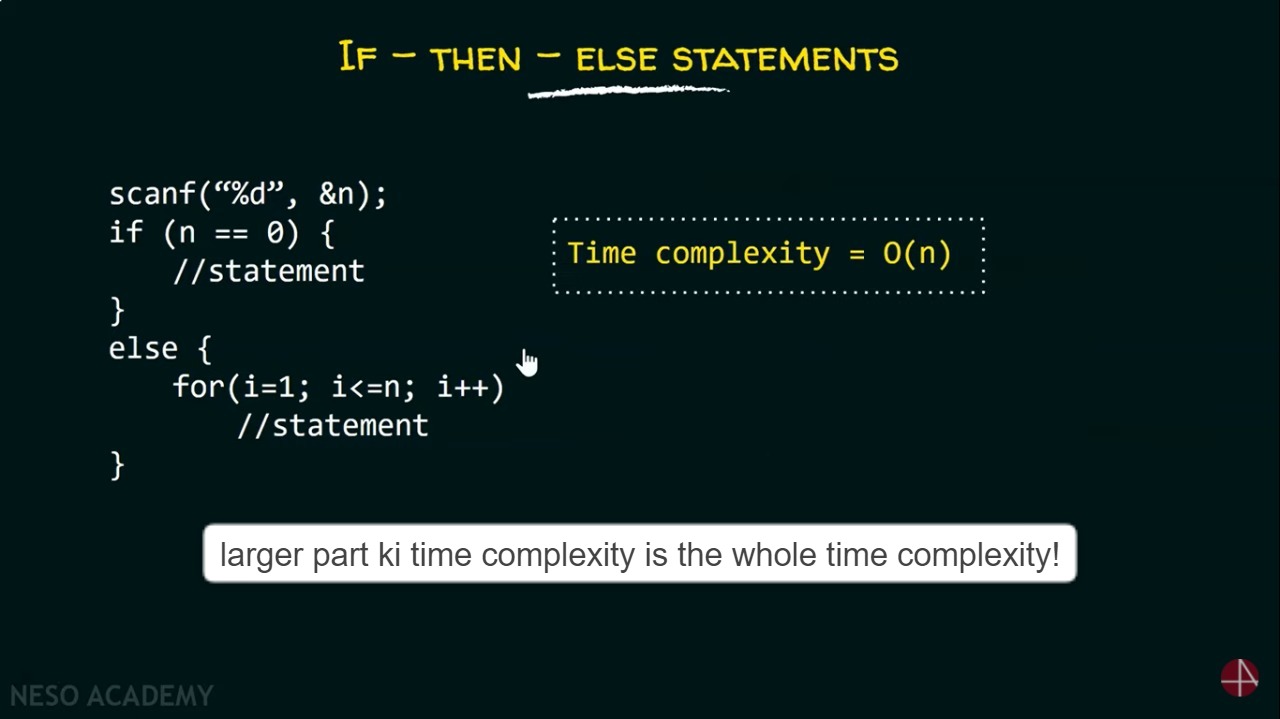 IF – THEN – ELSE STATEMENTS
scanf(“%d”, &n);
if (n == 0) {
//statement
}
else {
for(i=1; i<=n; i++)
//statement
}
Time complexity = O(n)
larger part ki time complexity is the whole time complexity!
NESO ACADEMY